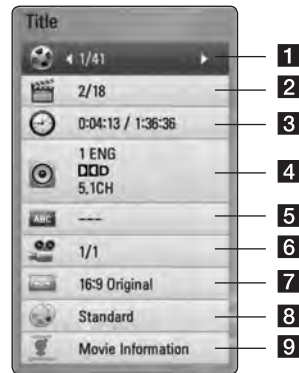 Title
1/41 1
2/18 2
0:04:13 / 1:36:36 3
1 ENG
D 4
5.1CH
ABC --- 5
1/1 6
16:9 Original 7
Standard 8
Movie Information 9